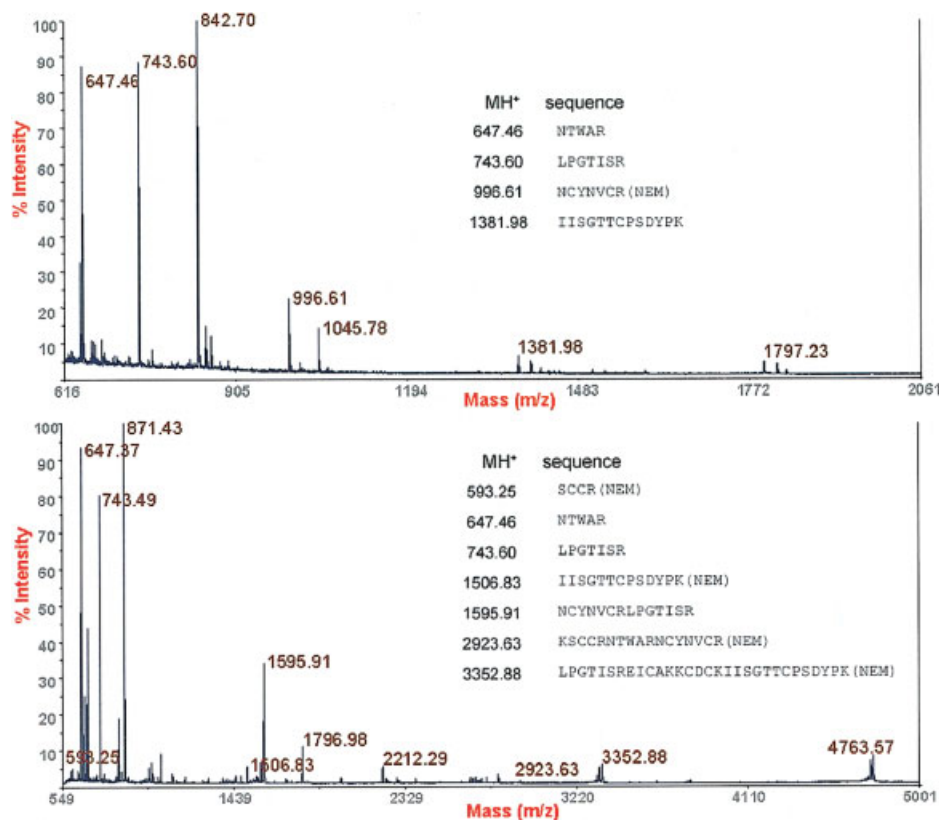 842.70
743.60
647.46
996.61
1045.78
1381.98
1797.23
% Intensity
100
90
80
70
60
50
40
30
20
10
MH+ sequence
647.46 NTWAR
743.60 LPGTISR
996.61 NCYNVCR(NEM)
1381.98 IISGTTCPSDYPK
616 905 1194 1483 1772 2061
Mass (m/z)
871.43
647.37
743.49
1595.91
1796.98
593.25
1606.83
2212.29
2923.63
3352.88
4763.57
% Intensity
100
90
80
70
60
50
40
30
20
10
MH+ sequence
593.25 SCCR(NEM)
647.46 NTWAR
743.60 LPGTISR
1506.83 IISGTTCPSDYPK(NEM)
1595.91 NCYNVCRLPGTISR
2923.63 KSCCRNTWARNCYNVCR(NEM)
3352.88 LPGTISREICAKKCDCKIISGTTCPSDYPK(NEM)
549 1439 2329 3220 4110 5001
Mass (m/z)